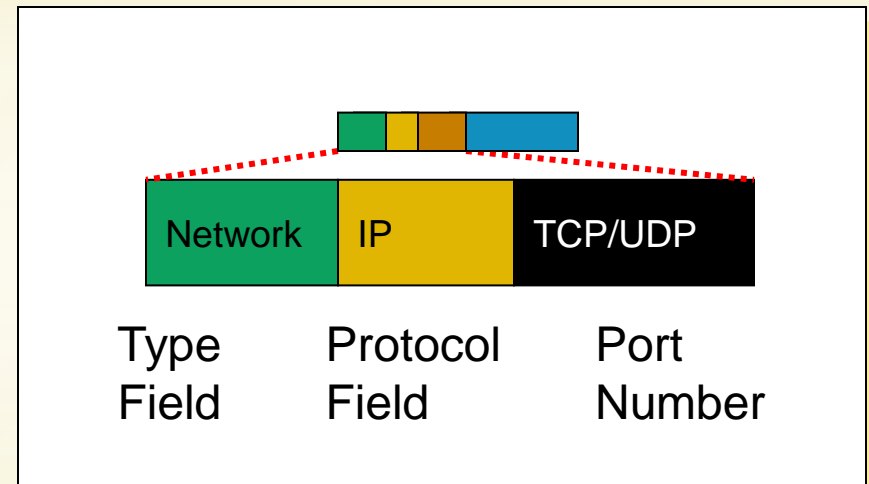 Network IP TCP/UDP
Type Protocol Port
Field Field Number